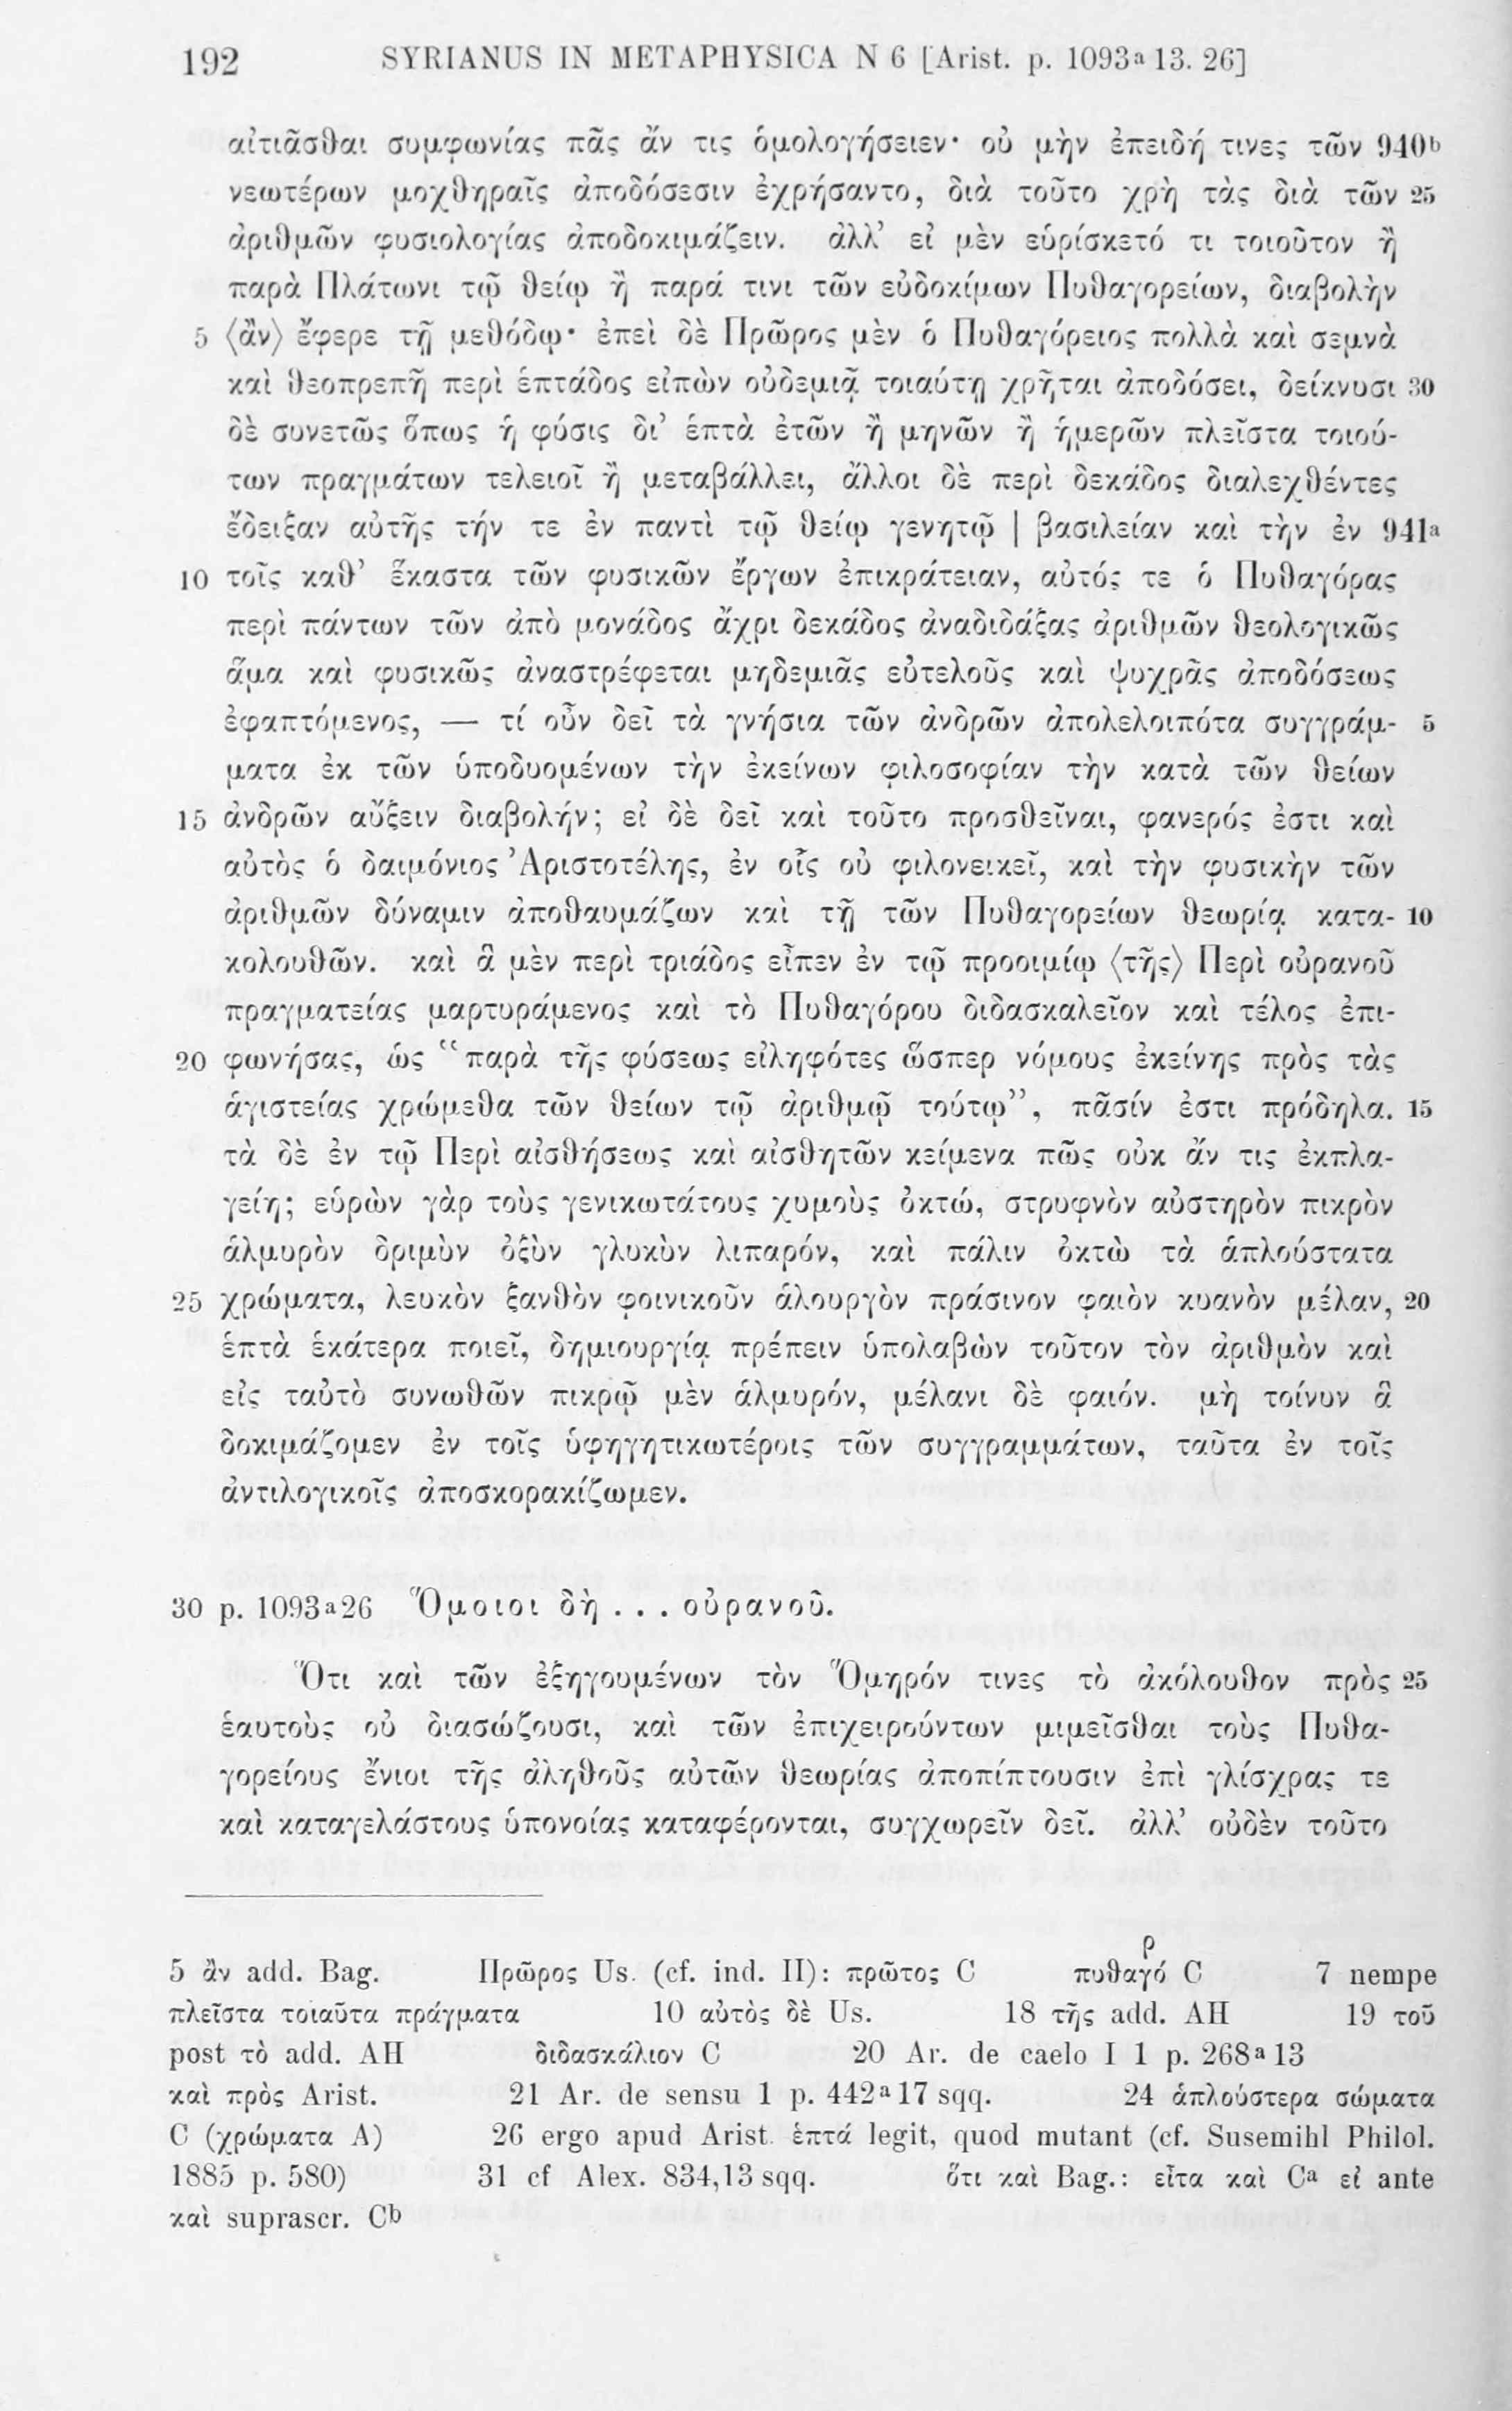 192 SYRIANUS IN METAPHYSICA N 6 [Arist. p. 1093ᵃ 13. 26]
αἰτιᾶσθαι συμφωνίας πᾶς ἄν τις ὁμολογήσειεν· οὐ μὴν ἐπειδή τινες τῶν 940ᵇ
νεωτέρων μοχθηραῖς ἀποδόσεσιν ἐχρήσαντο, διὰ τοῦτο χρὴ τὰς διὰ τῶν 25
ἀριθμῶν φυσιολογίας ἀποδοκιμάζειν. ἀλλ’ εἰ μὲν εὑρίσκετό τι τοιοῦτον ἢ
παρὰ Πλάτωνι τῷ θείῳ ἢ παρά τινι τῶν εὐδοκίμων Πυθαγορείων, διαβολὴν
5 ⟨ἂν⟩ ἔφερε τῇ μεθόδῳ· ἐπεὶ δὲ Πρῶρος μὲν ὁ Πυθαγόρειος πολλὰ καὶ σεμνὰ
καὶ θεοπρεπῆ περὶ ἑπτάδος εἰπὼν οὐδεμιᾷ τοιαύτῃ χρῆται ἀποδόσει, δείκνυσι 30
δὲ συνετῶς ὅπως ἡ φύσις δι’ ἑπτὰ ἐτῶν ἢ μηνῶν ἢ ἡμερῶν πλεῖστα τοιού-
των πραγμάτων τελειοῖ ἢ μεταβάλλει, ἄλλοι δὲ περὶ δεκάδος διαλεχθέντες
ἔδειξαν αὐτῆς τήν τε ἐν παντὶ τῷ θείῳ γενητῷ | βασιλείαν καὶ τὴν ἐν 941ᵃ
10 τοῖς καθ’ ἕκαστα τῶν φυσικῶν ἔργων ἐπικράτειαν, αὐτός τε ὁ Πυθαγόρας
περὶ πάντων τῶν ἀπὸ μονάδος ἄχρι δεκάδος ἀναδιδάξας ἀριθμῶν θεολογικῶς
ἅμα καὶ φυσικῶς ἀναστρέφεται μηδεμιᾶς εὐτελοῦς καὶ ψυχρᾶς ἀποδόσεως
ἐφαπτόμενος, — τί οὖν δεῖ τὰ γνήσια τῶν ἀνδρῶν ἀπολελοιπότα συγγράμ- 5
ματα ἐκ τῶν ὑποδυομένων τὴν ἐκείνων φιλοσοφίαν τὴν κατὰ τῶν θείων
15 ἀνδρῶν αὔξειν διαβολήν; εἰ δὲ δεῖ καὶ τοῦτο προσθεῖναι, φανερός ἐστι καὶ
αὐτὸς ὁ δαιμόνιος Ἀριστοτέλης, ἐν οἷς οὐ φιλονεικεῖ, καὶ τὴν φυσικὴν τῶν
ἀριθμῶν δύναμιν ἀποθαυμάζων καὶ τῇ τῶν Πυθαγορείων θεωρίᾳ κατα- 10
κολουθῶν. καὶ ἃ μὲν περὶ τριάδος εἶπεν ἐν τῷ προοιμίῳ ⟨τῆς⟩ Περὶ οὐρανοῦ
πραγματείας μαρτυράμενος καὶ τὸ Πυθαγόρου διδασκαλεῖον καὶ τέλος ἐπι-
20 φωνήσας, ὡς “παρὰ τῆς φύσεως εἰληφότες ὥσπερ νόμους ἐκείνης πρὸς τὰς
ἁγιστείας χρώμεθα τῶν θείων τῷ ἀριθμῷ τούτῳ”, πᾶσίν ἐστι πρόδηλα. 15
τὰ δὲ ἐν τῷ Περὶ αἰσθήσεως καὶ αἰσθητῶν κείμενα πῶς οὐκ ἄν τις ἐκπλα-
γείη; εὑρὼν γὰρ τοὺς γενικωτάτους χυμοὺς ὀκτώ, στρυφνὸν αὐστηρὸν πικρὸν
ἁλμυρὸν δριμὺν ὀξὺν γλυκὺν λιπαρόν, καὶ πάλιν ὀκτὼ τὰ ἁπλούστατα
25 χρώματα, λευκὸν ξανθὸν φοινικοῦν ἁλουργὸν πράσινον φαιὸν κυανὸν μέλαν, 20
ἑπτὰ ἑκάτερα ποιεῖ, δημιουργίᾳ πρέπειν ὑπολαβὼν τοῦτον τὸν ἀριθμὸν καὶ
εἰς ταὐτὸ συνωθῶν πικρῷ μὲν ἁλμυρόν, μέλανι δὲ φαιόν. μὴ τοίνυν ἃ
δοκιμάζομεν ἐν τοῖς ὑφηγητικωτέροις τῶν συγγραμμάτων, ταῦτα ἐν τοῖς
ἀντιλογικοῖς ἀποσκορακίζωμεν.
30 p. 1093ᵃ26 Ὅμοιοι δὴ . . . οὐρανοῦ.
Ὅτι καὶ τῶν ἐξηγουμένων τὸν Ὅμηρόν τινες τὸ ἀκόλουθον πρὸς 25
ἑαυτοὺς οὐ διασώζουσι, καὶ τῶν ἐπιχειρούντων μιμεῖσθαι τοὺς Πυθα-
γορείους ἔνιοι τῆς ἀληθοῦς αὐτῶν θεωρίας ἀποπίπτουσιν ἐπὶ γλίσχρας τε
καὶ καταγελάστους ὑπονοίας καταφέρονται, συγχωρεῖν δεῖ. ἀλλ’ οὐδὲν τοῦτο
5 ἂν add. Bag. Πρῶρος Us. (cf. ind. II): πρῶτος C πυθαγό^ρ C 7 nempe
πλεῖστα τοιαῦτα πράγματα 10 αὐτὸς δὲ Us. 18 τῆς add. AH 19 τοῦ
post τὸ add. AH διδασκάλιον C 20 Ar. de caelo I 1 p. 268ᵃ13
καὶ πρὸς Arist. 21 Ar. de sensu 1 p. 442ᵃ17 sqq. 24 ἁπλούστερα σώματα
C (χρώματα A) 26 ergo apud Arist. ἑπτά legit, quod mutant (cf. Susemihl Philol.
1885 p. 580) 31 cf Alex. 834,13 sqq. ὅτι καὶ Bag.: εἶτα καὶ Cᵃ εἰ ante
καὶ suprascr. Cᵇ